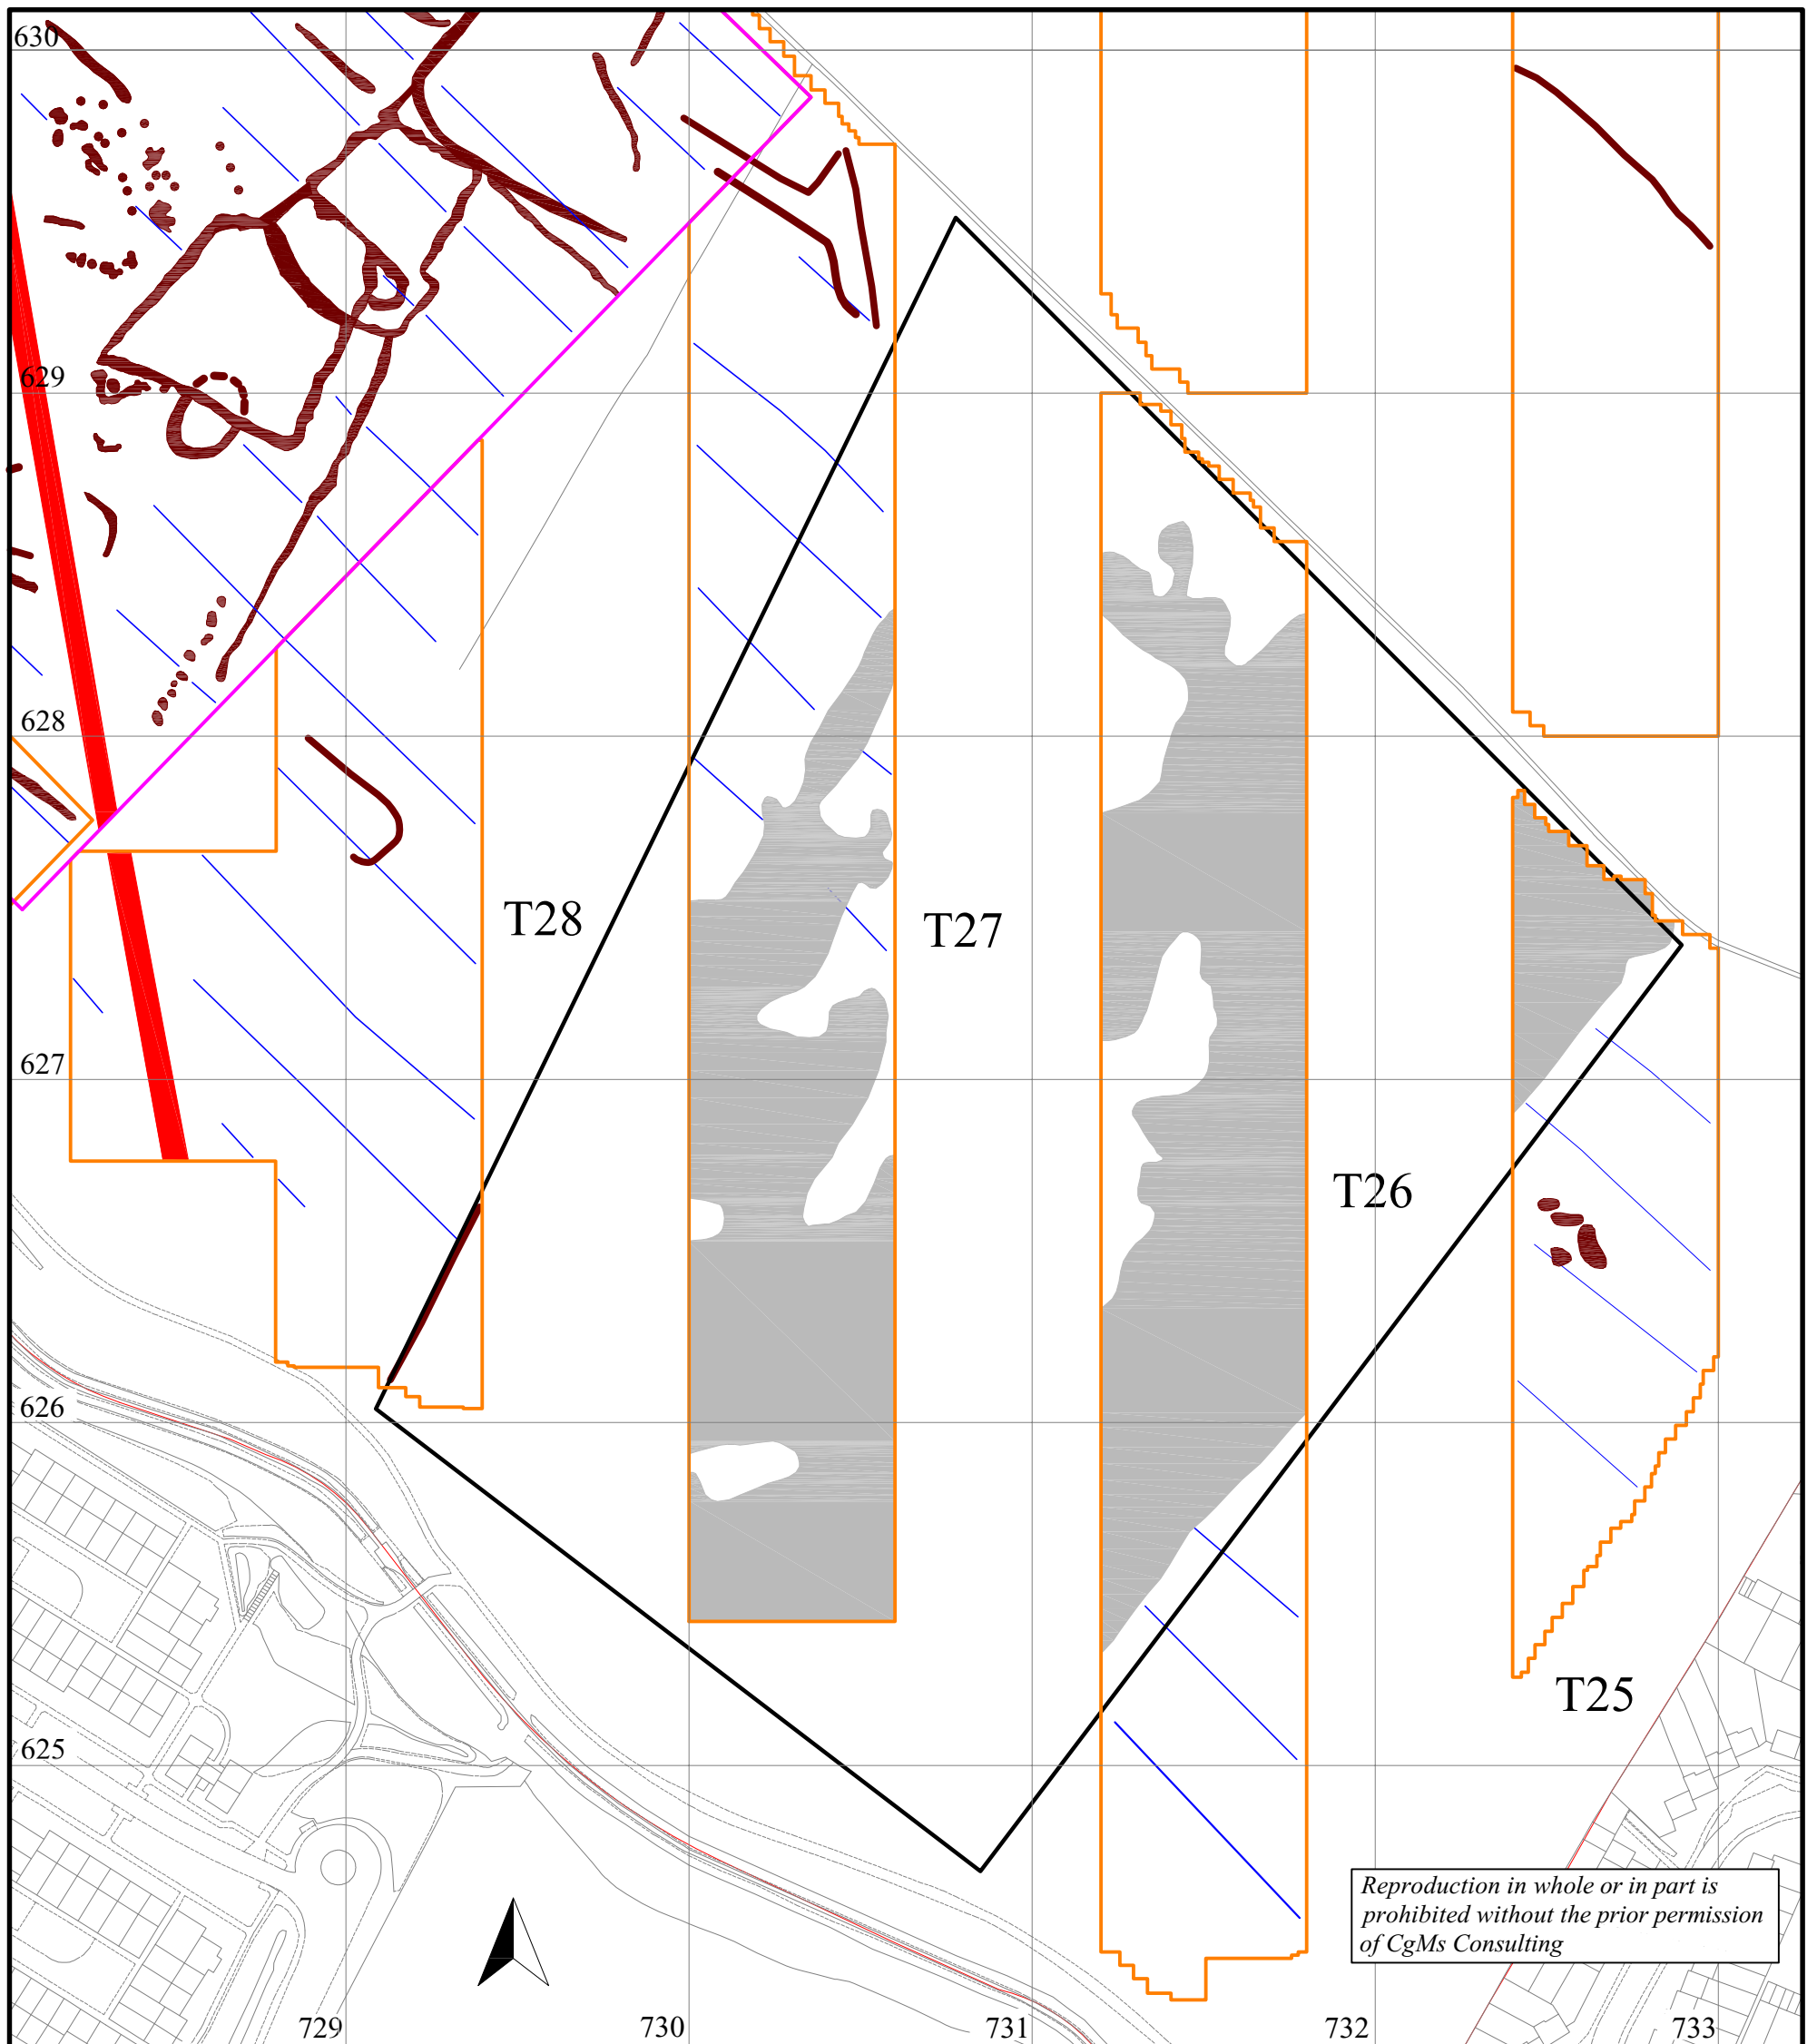 630
629
628
T28
T27
627
T26
626
T25
625
Reproduction in whole or in part is
prohibited without the prior permission
of CgMs Consulting
729
730
731
732
733